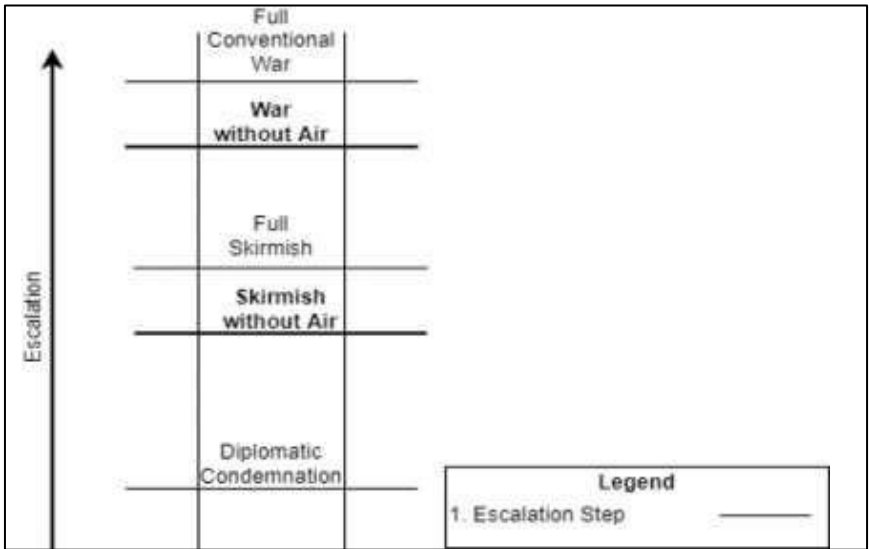 Full
Conventional
War
War
without Air
Full
Skirmish
Skirmish
without Air
Escalation
Diplomatic
Condemnation
Legend
1. Escalation Step